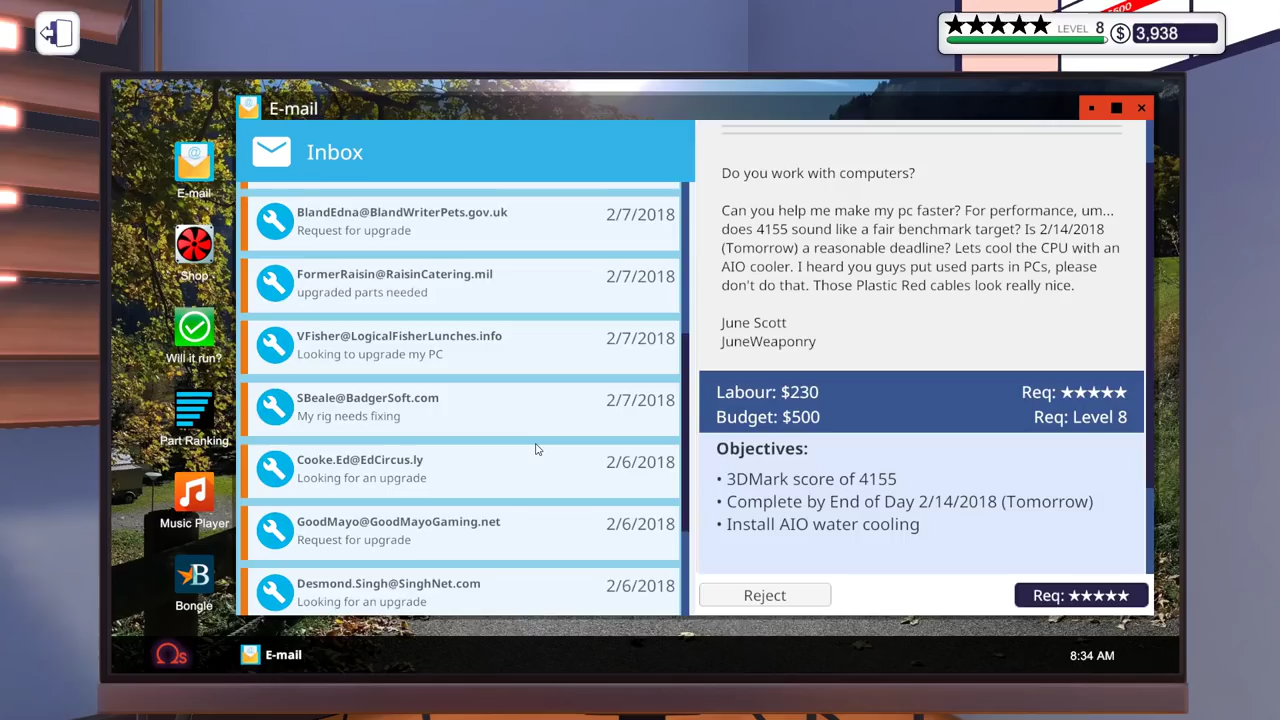 LEVEL 8
$ 3,938
E-mail
Inbox
BlandEdna@BlandWriterPets.gov.uk 2/7/2018
Request for upgrade
FormerRaisin@RaisinCatering.mil 2/7/2018
upgraded parts needed
VFisher@LogicalFisherLunches.info 2/7/2018
Looking to upgrade my PC
SBeale@BadgerSoft.com 2/7/2018
My rig needs fixing
Cooke.Ed@EdCircus.ly 2/6/2018
Looking for an upgrade
GoodMayo@GoodMayoGaming.net 2/6/2018
Request for upgrade
Desmond.Singh@SinghNet.com 2/6/2018
Looking for an upgrade
Do you work with computers?
Can you help me make my pc faster? For performance, um...
does 4155 sound like a fair benchmark target? Is 2/14/2018
(Tomorrow) a reasonable deadline? Lets cool the CPU with an
AIO cooler. I heard you guys put used parts in PCs, please
don't do that. Those Plastic Red cables look really nice.
June Scott
JuneWeaponry
Labour: $230 Req: ★★★★★
Budget: $500 Req: Level 8
Objectives:
• 3DMark score of 4155
• Complete by End of Day 2/14/2018 (Tomorrow)
• Install AIO water cooling
Reject
Req: ★★★★★
E-mail
Shop
Will it run?
Part Ranking
Music Player
B
Bongle
Ωs
E-mail
8:34 AM